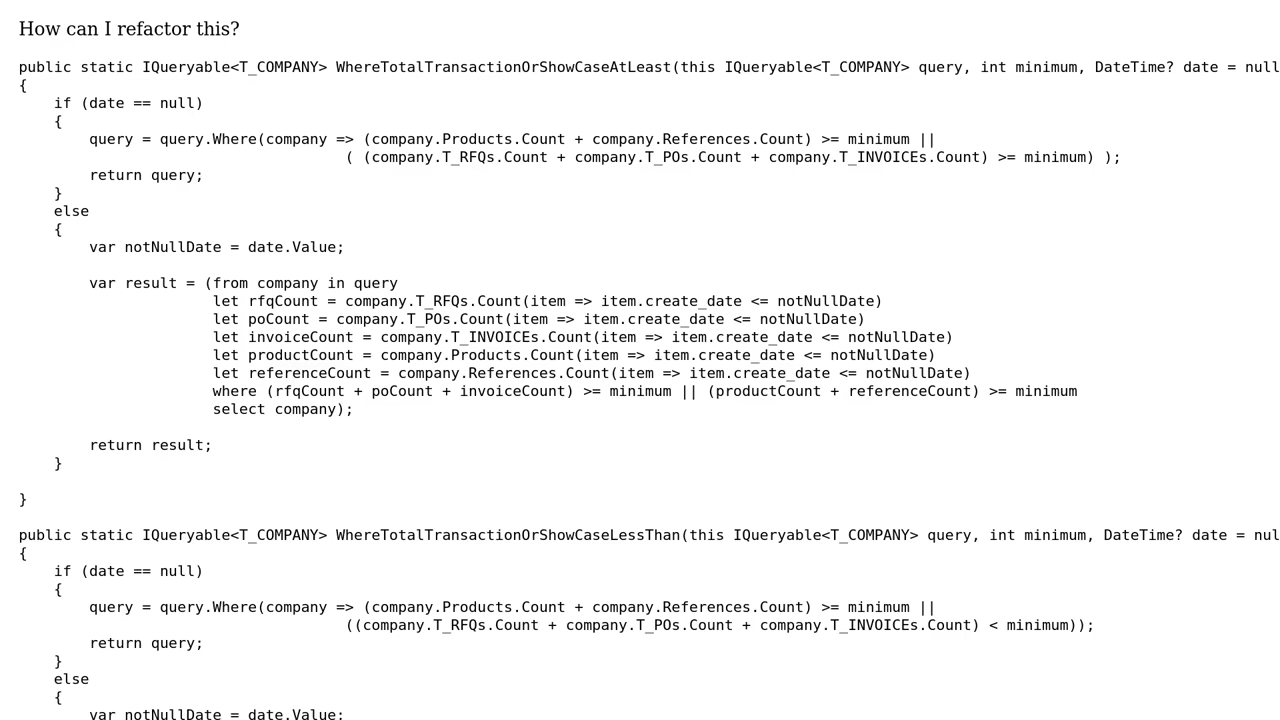 How can I refactor this?
public static IQueryable<T_COMPANY> WhereTotalTransactionOrShowCaseAtLeast(this IQueryable<T_COMPANY> query, int minimum, DateTime? date = null
{
    if (date == null)
    {
        query = query.Where(company => (company.Products.Count + company.References.Count) >= minimum ||
                                     ( (company.T_RFQs.Count + company.T_POs.Count + company.T_INVOICEs.Count) >= minimum) );
        return query;
    }
    else
    {
        var notNullDate = date.Value;
        var result = (from company in query
                      let rfqCount = company.T_RFQs.Count(item => item.create_date <= notNullDate)
                      let poCount = company.T_POs.Count(item => item.create_date <= notNullDate)
                      let invoiceCount = company.T_INVOICEs.Count(item => item.create_date <= notNullDate)
                      let productCount = company.Products.Count(item => item.create_date <= notNullDate)
                      let referenceCount = company.References.Count(item => item.create_date <= notNullDate)
                      where (rfqCount + poCount + invoiceCount) >= minimum || (productCount + referenceCount) >= minimum
                      select company);
        return result;
    }
}
public static IQueryable<T_COMPANY> WhereTotalTransactionOrShowCaseLessThan(this IQueryable<T_COMPANY> query, int minimum, DateTime? date = nul
{
    if (date == null)
    {
        query = query.Where(company => (company.Products.Count + company.References.Count) >= minimum ||
                                     ((company.T_RFQs.Count + company.T_POs.Count + company.T_INVOICEs.Count) < minimum));
        return query;
    }
    else
    {
        var notNullDate = date.Value;